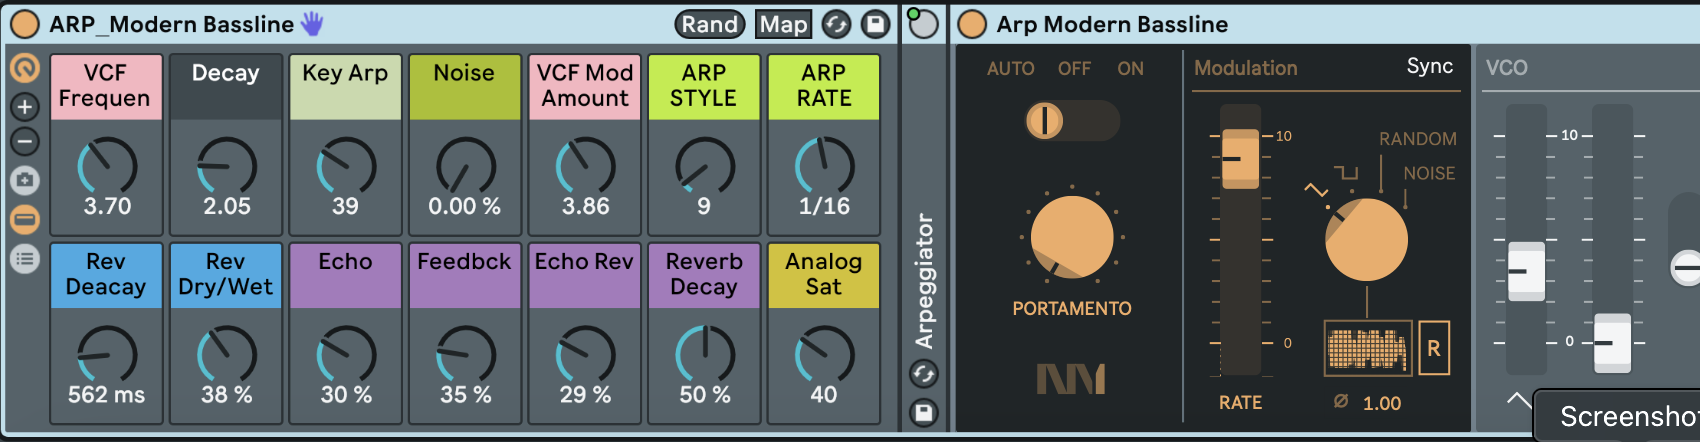 ARP_Modern Bassline
Rand
Map
VCF
Frequen
Decay
Key Arp
Noise
VCF Mod
Amount
ARP
STYLE
ARP
RATE
3.70
2.05
39
0.00 %
3.86
9
1/16
Rev
Deacay
Rev
Dry/Wet
Echo
Feedbck
Echo Rev
Reverb
Decay
Analog
Sat
562 ms
38 %
30 %
35 %
29 %
50 %
40
Arpeggiator
Arp Modern Bassline
AUTO
OFF
ON
PORTAMENTO
Modulation
Sync
10
0
RATE
RANDOM
NOISE
R
Ø 1.00
VCO
10
0
Screensho